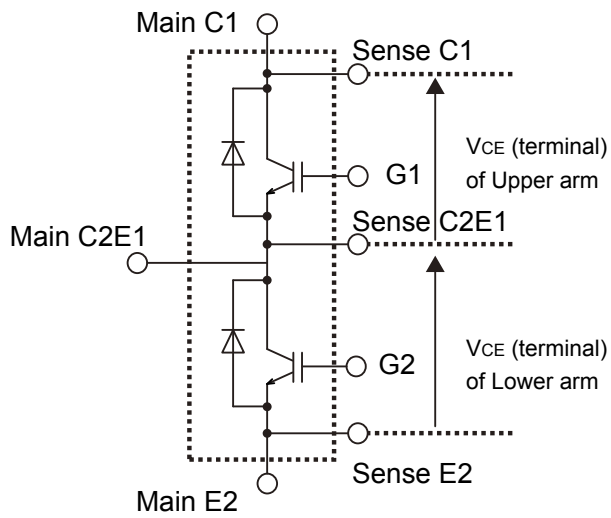 Main C1
Sense C1
VCE (terminal)
of Upper arm
G1
Sense C2E1
Main C2E1
VCE (terminal)
of Lower arm
G2
Sense E2
Main E2